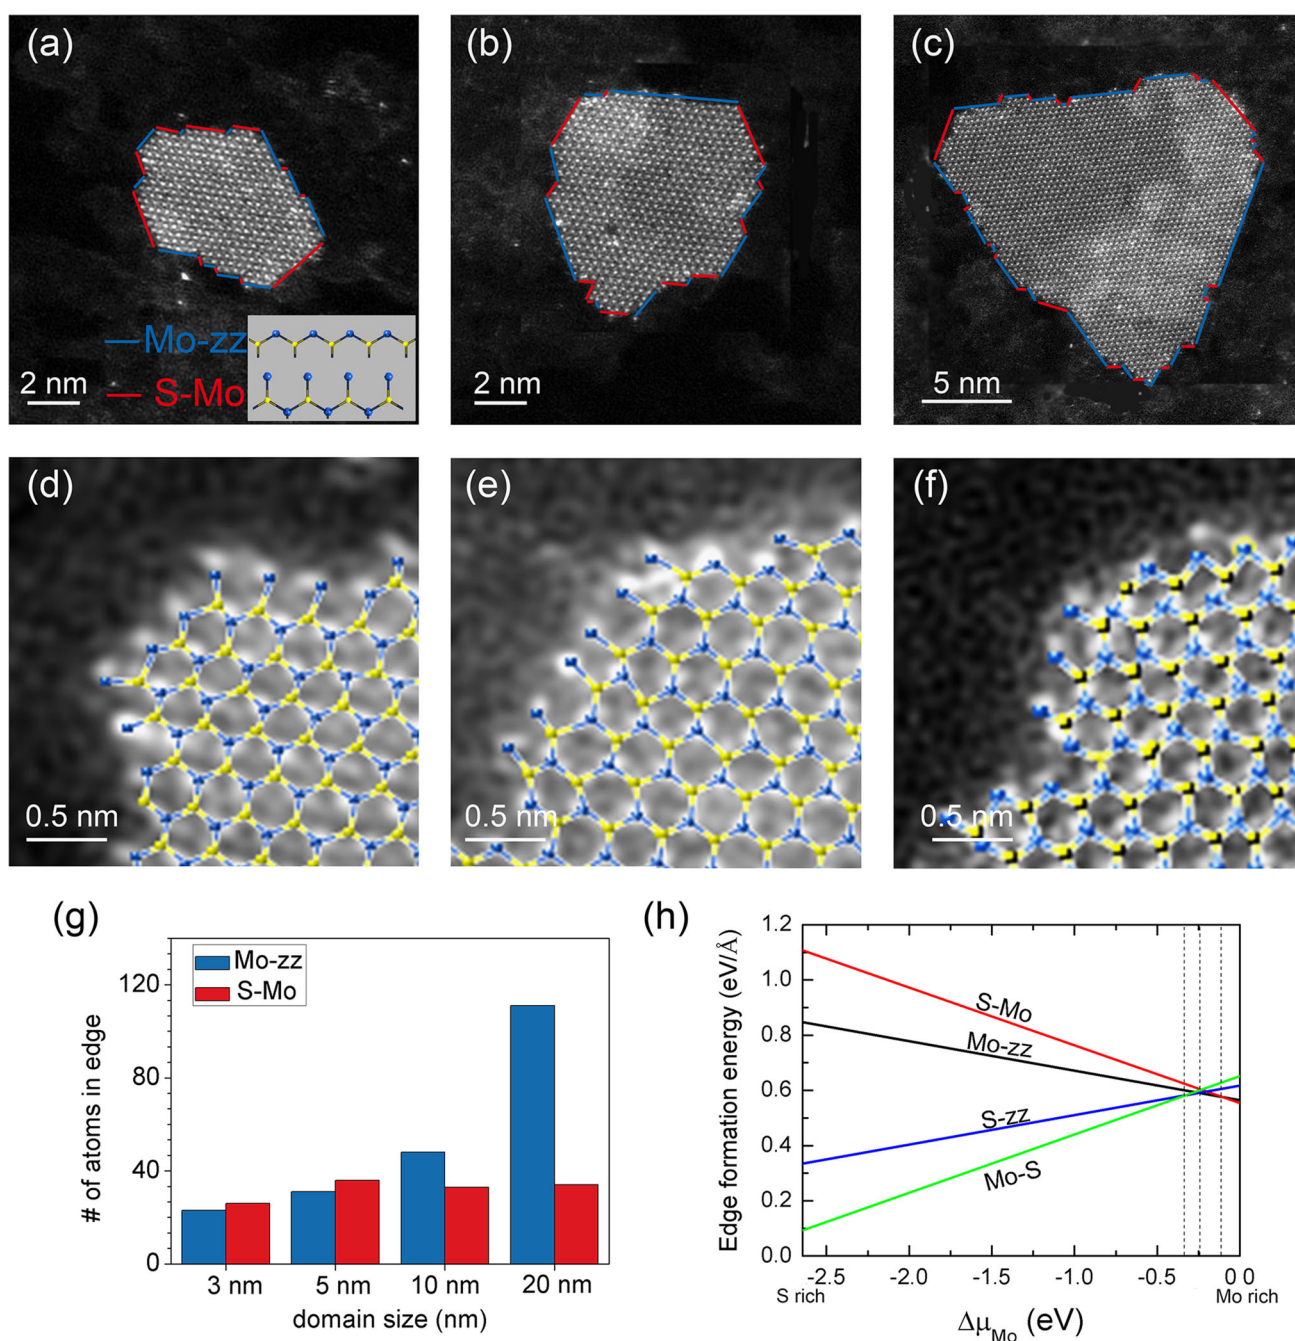 (a)
(b)
(c)
Mo-zz
S-Mo
2 nm
2 nm
5 nm
(d)
(e)
(f)
0.5 nm
0.5 nm
0.5 nm
(g)
Mo-zz
S-Mo
# of atoms in edge
120
80
40
0
3 nm
5 nm
10 nm
20 nm
domain size (nm)
(h)
Edge formation energy (eV/Å)
1.2
1.0
0.8
0.6
0.4
0.2
0.0
S-Mo
Mo-zz
S-zz
Mo-S
-2.5 -2.0 -1.5 -1.0 -0.5 0 0
S rich
Mo rich
Δμ Mo (eV)